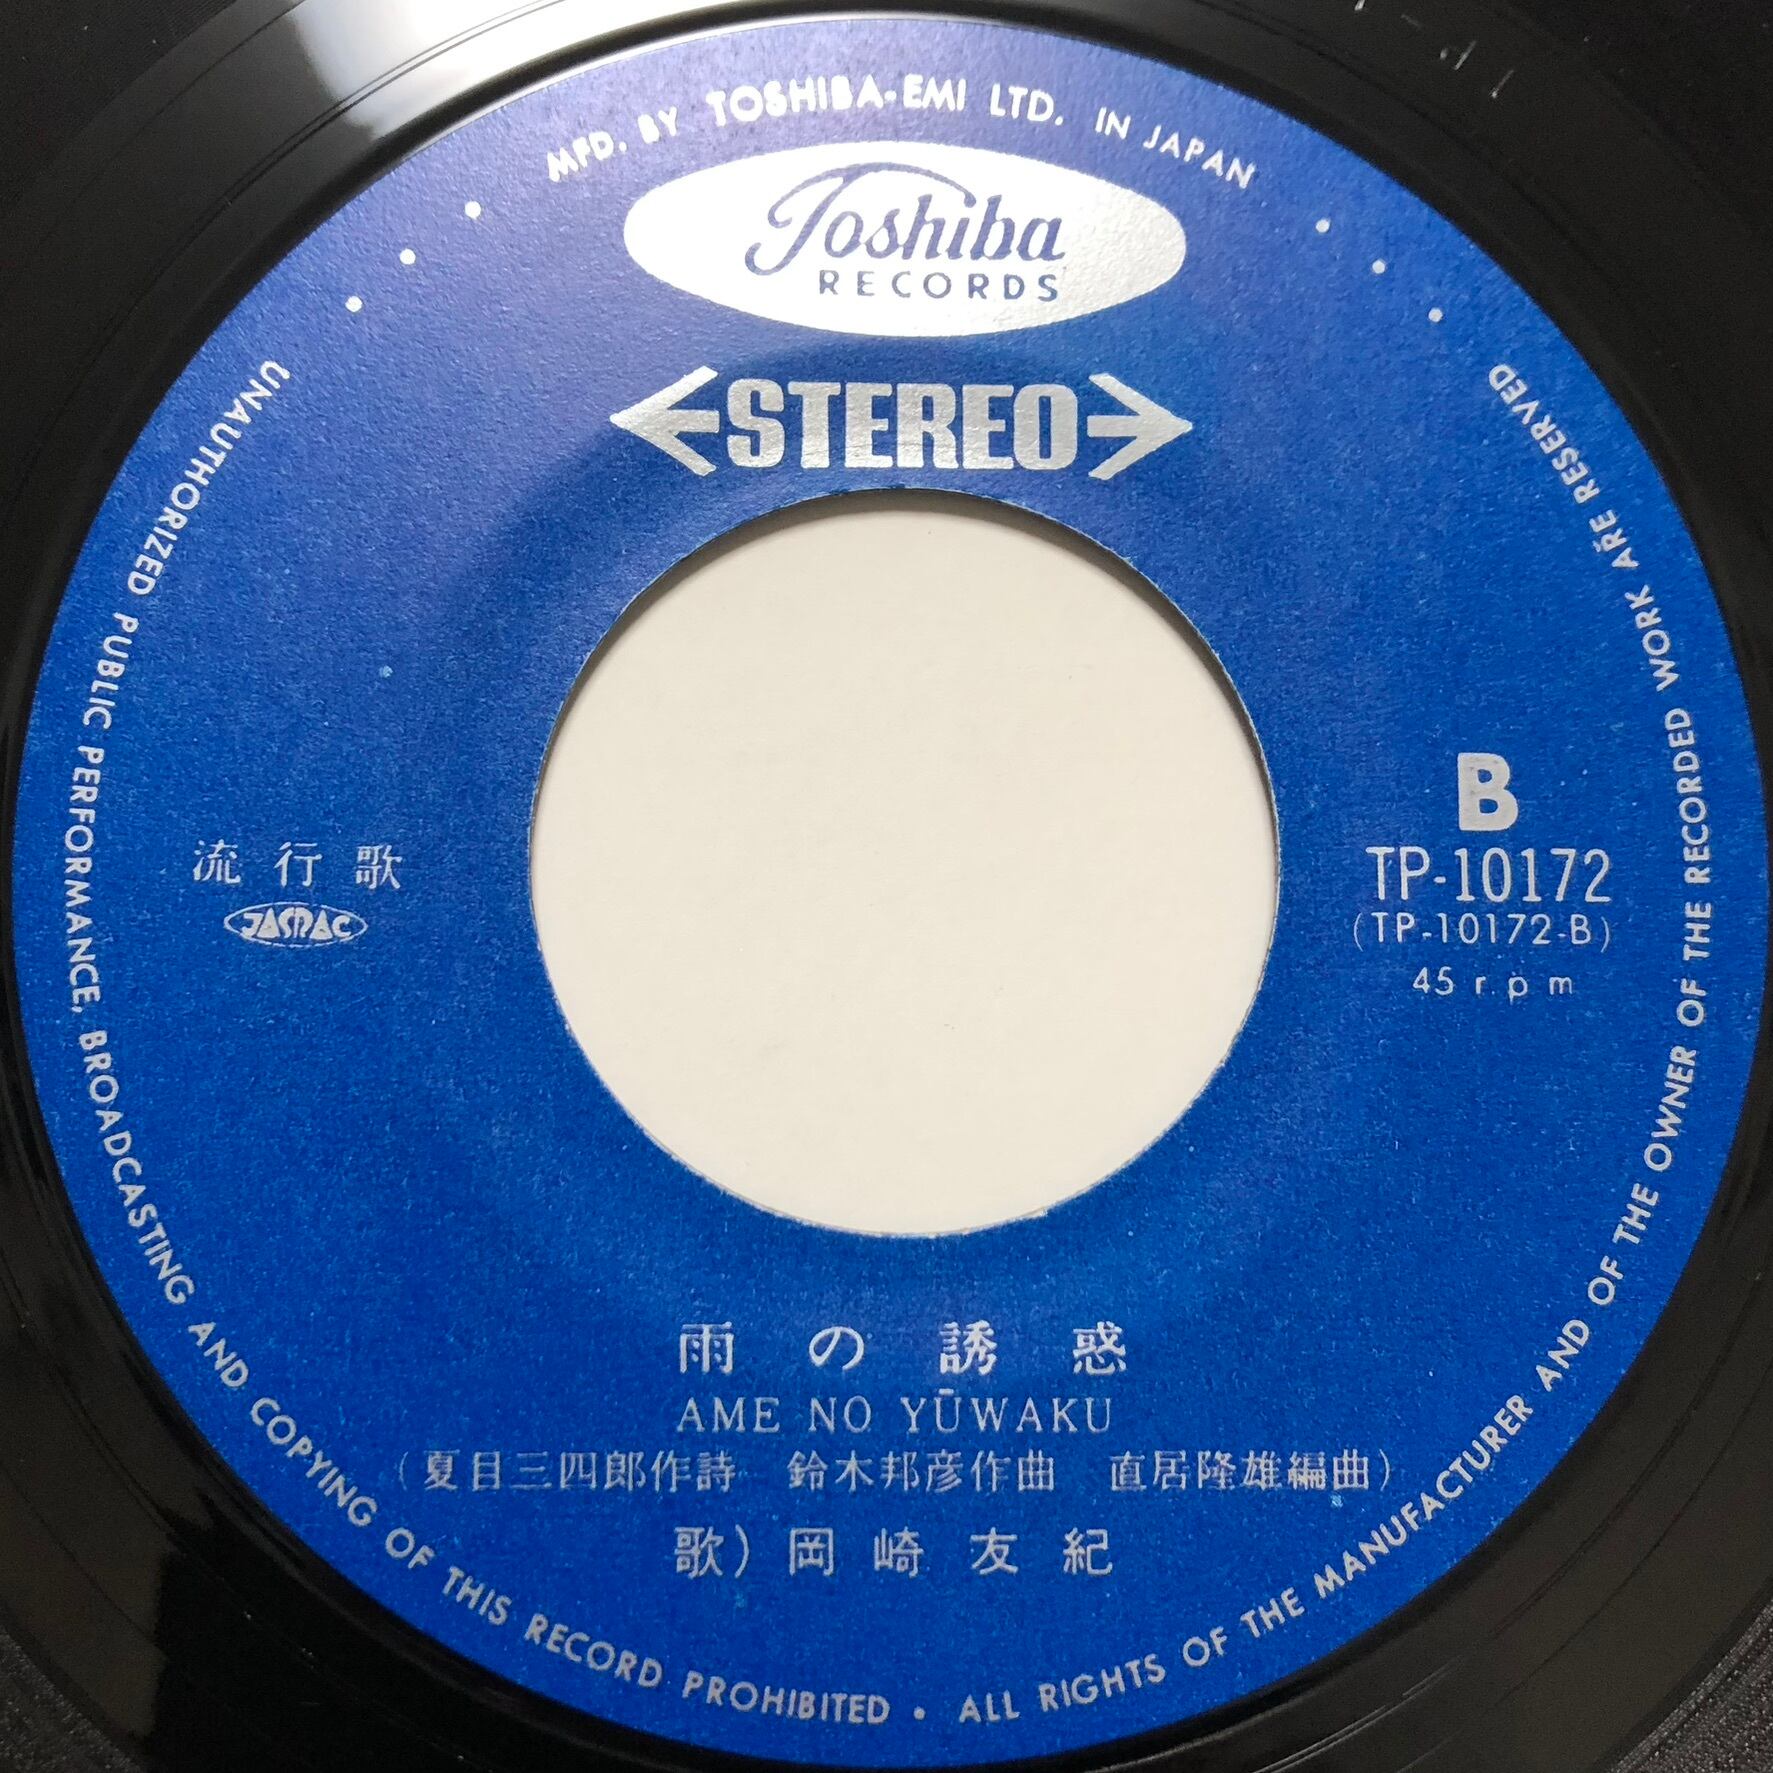 MFD. BY TOSHIBA-EMI LTD. IN JAPAN
Toshiba
RECORDS
STEREO
流行歌
JASRAC
B
TP-10172
(TP-10172-B)
45 r.p m
雨の誘惑
AME NO YŪWAKU
(夏目三四郎作詩 鈴木邦彦作曲 直居隆雄編曲)
歌)岡崎友紀
UNAUTHORIZED PUBLIC PERFORMANCE, BROADCASTING AND COPYING OF THIS RECORD PROHIBITED • ALL RIGHTS OF THE MANUFACTURER AND OF THE OWNER OF THE RECORDED WORK ARE RESERVED